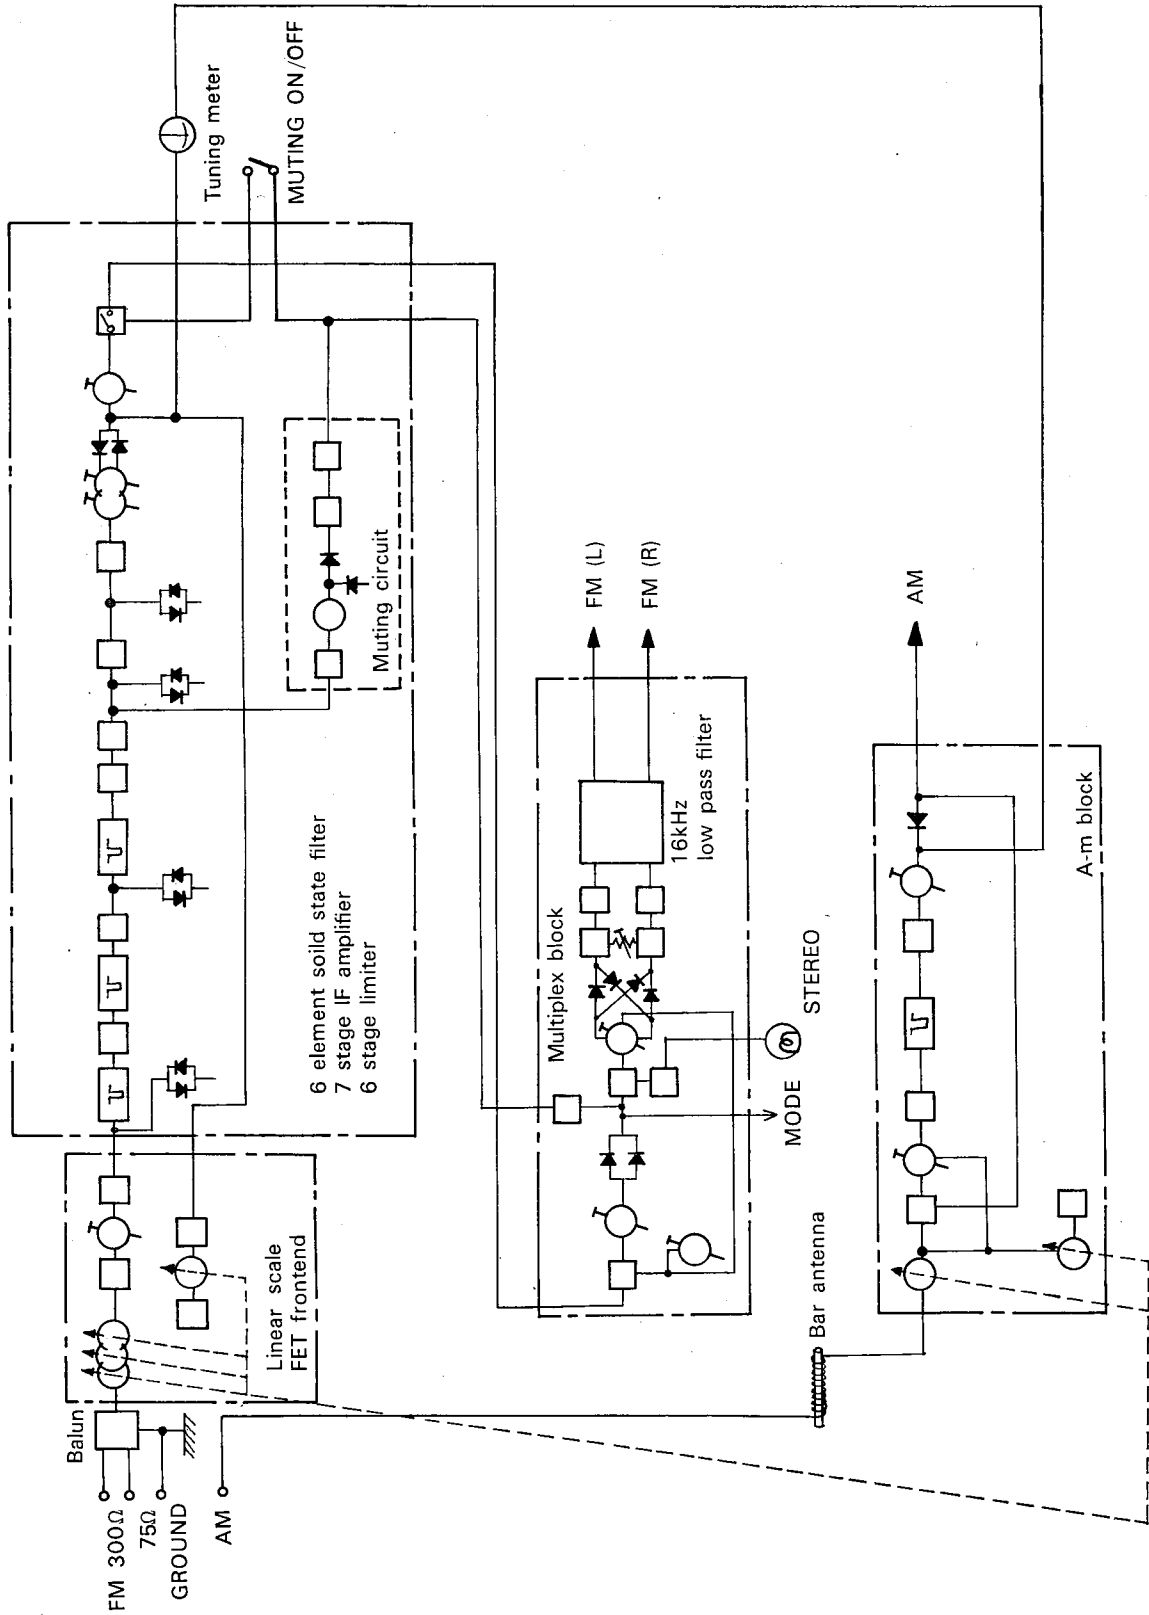 FM 300Ω
75Ω
GROUND
AM
Balun
Linear scale
FET frontend
6 element soild state filter
7 stage IF amplifier
6 stage limiter
Muting circuit
Tuning meter
MUTING ON/OFF
Multiplex block
16kHz
low pass filter
FM (L)
FM (R)
MODE
STEREO
Bar antenna
A-m block
AM